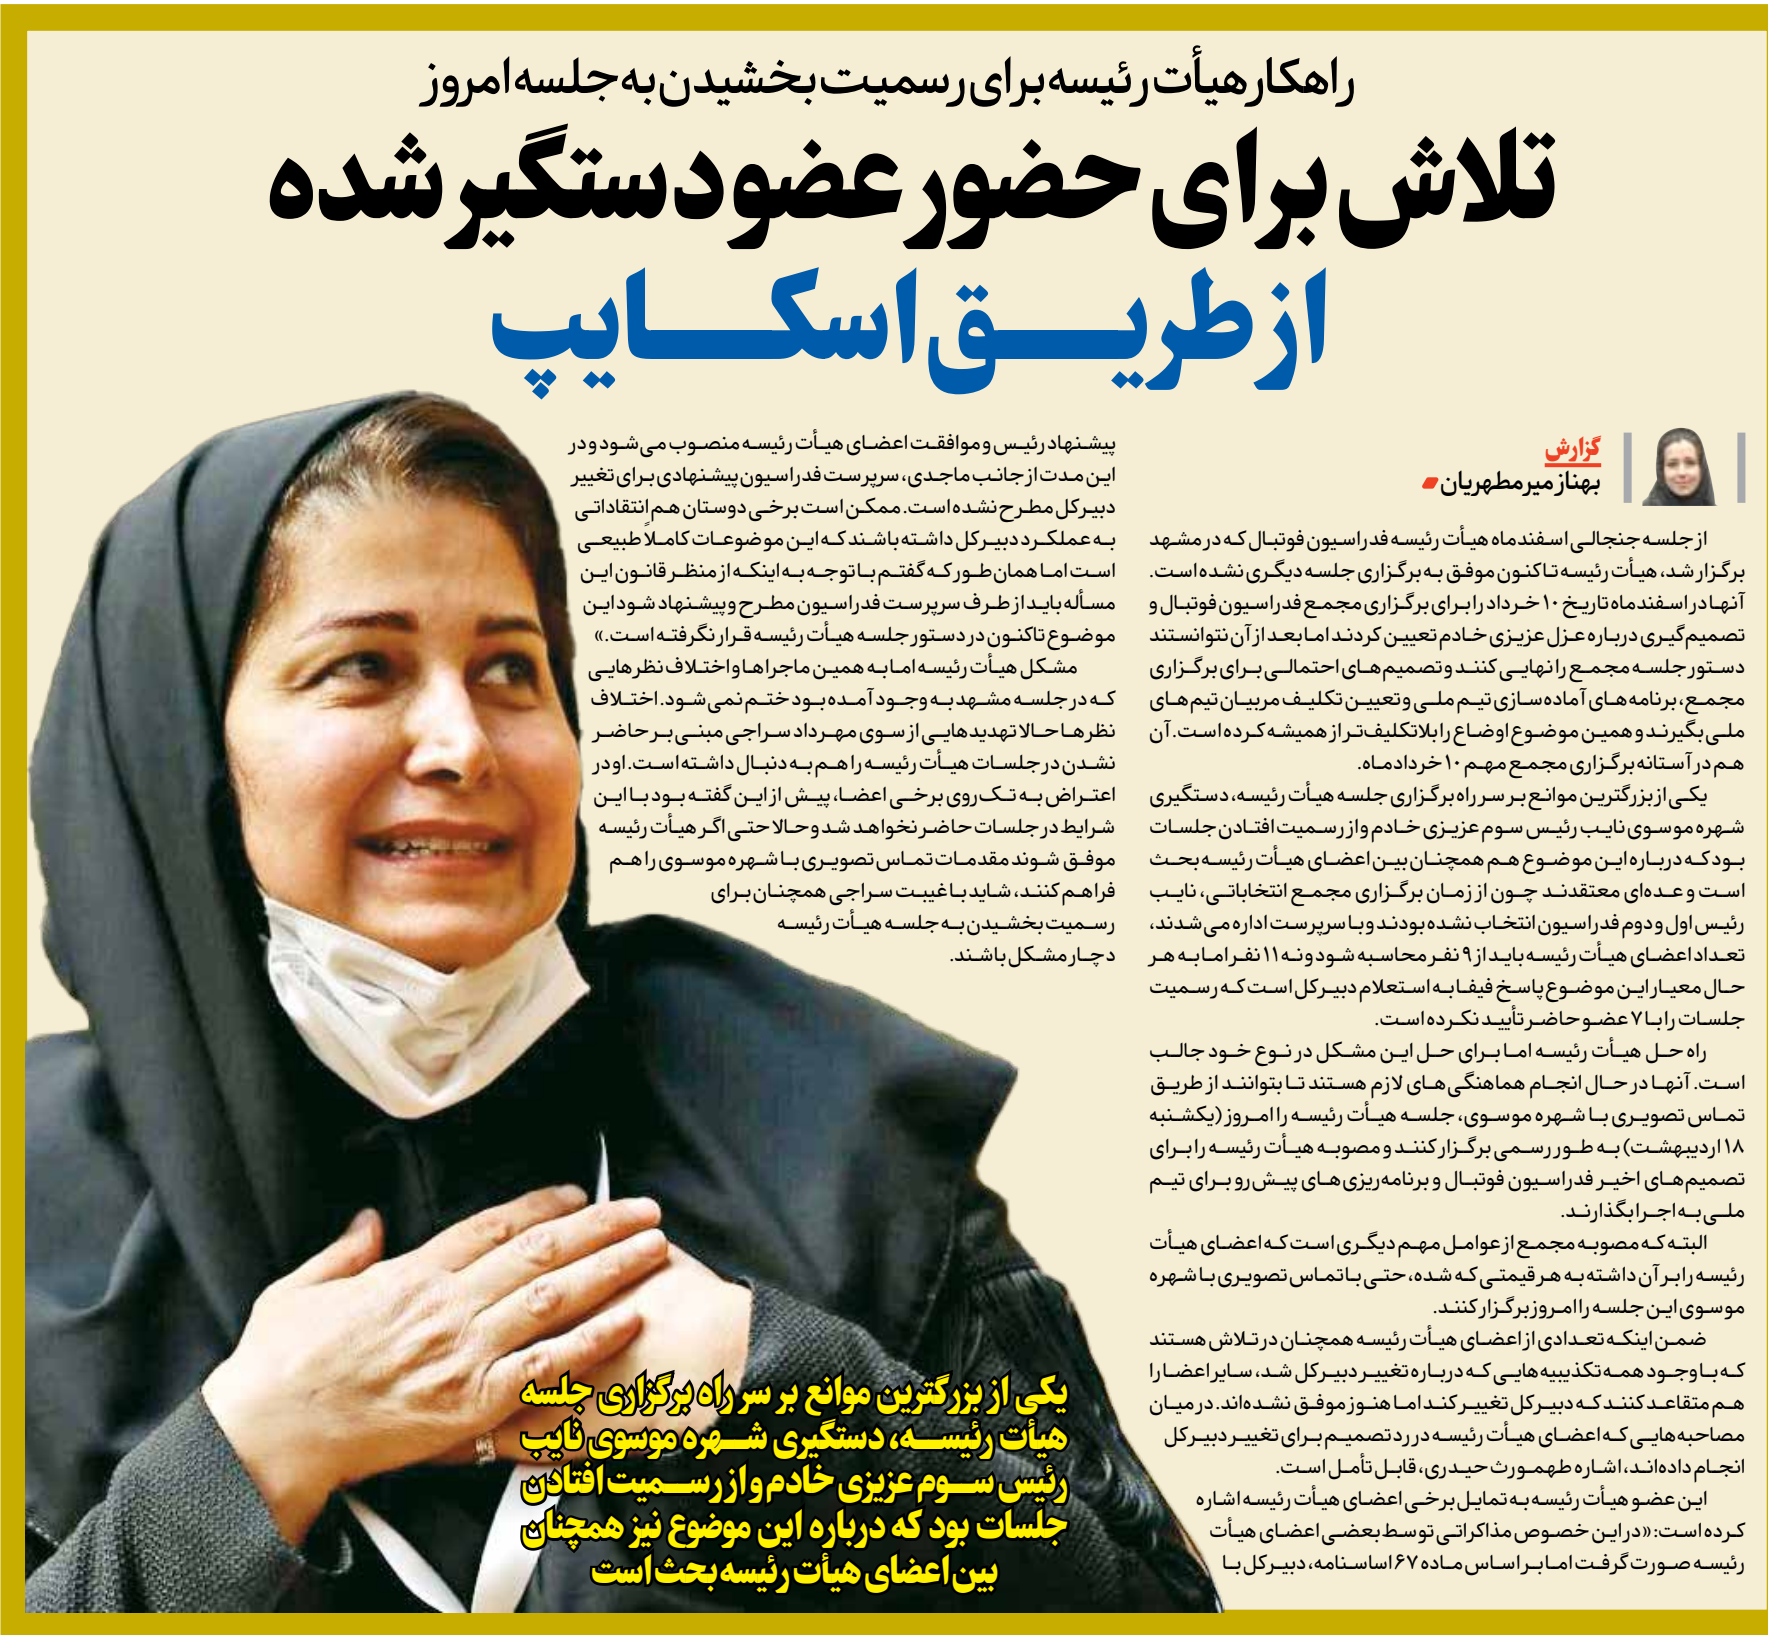 راهکار هیأت رئیسه برای رسمیت بخشیدن به جلسه امروز
تلاش برای حضور عضو دستگیر شده
از طریق اسکایپ
گزارش
بهناز میرمطهریان
از جلسه جنجالی اسفندماه هیأت رئیسه فدراسیون فوتبال که در مشهد
برگزار شد، هیأت رئیسه تاکنون موفق به برگزاری جلسه دیگری نشده است.
آنها در اسفندماه تاریخ ۱۰ خرداد را برای برگزاری مجمع فدراسیون فوتبال و
تصمیم‌گیری درباره عزل عزیزی خادم تعیین کردند اما بعد از آن نتوانستند
دستور جلسه مجمع را نهایی کنند و تصمیم‌های احتمالی برای برگزاری
مجمع، برنامه‌های آماده‌سازی تیم ملی و تعیین تکلیف مربیان تیم‌های
ملی بگیرند و همین موضوع اوضاع را بلاتکلیف‌تر از همیشه کرده است. آن
هم در آستانه برگزاری مجمع مهم ۱۰ خردادماه.
یکی از بزرگترین موانع بر سر راه برگزاری جلسه هیأت رئیسه، دستگیری
شهره موسوی نایب رئیس سوم عزیزی خادم و از رسمیت افتادن جلسات
بود که درباره این موضوع هم همچنان بین اعضای هیأت رئیسه بحث
است و عده‌ای معتقدند چون از زمان برگزاری مجمع انتخاباتی، نایب
رئیس اول و دوم فدراسیون انتخاب نشده بودند و با سرپرست اداره می‌شدند،
تعداد اعضای هیأت رئیسه باید از ۹ نفر محاسبه شود و نه ۱۱ نفر اما به هر
حال معیار این موضوع پاسخ فیفا به استعلام دبیرکل است که رسمیت
جلسات را با ۷ عضو حاضر تأیید نکرده است.
راه حل هیأت رئیسه اما برای حل این مشکل در نوع خود جالب
است. آنها در حال انجام هماهنگی‌های لازم هستند تا بتوانند از طریق
تماس تصویری با شهره موسوی، جلسه هیأت رئیسه را امروز (یکشنبه
۱۸ اردیبهشت) به طور رسمی برگزار کنند و مصوبه هیأت رئیسه را برای
تصمیم‌های اخیر فدراسیون فوتبال و برنامه‌ریزی‌های پیش‌رو برای تیم
ملی به اجرا بگذارند.
البته که مصوبه مجمع از عوامل مهم دیگری است که اعضای هیأت
رئیسه را بر آن داشته به هر قیمتی که شده، حتی با تماس تصویری با شهره
موسوی این جلسه را امروز برگزار کنند.
ضمن اینکه تعدادی از اعضای هیأت رئیسه همچنان در تلاش هستند
که با وجود همه تکذیبیه‌هایی که درباره تغییر دبیرکل شد، سایر اعضا را
هم متقاعد کنند که دبیرکل تغییر کند اما هنوز موفق نشده‌اند. در میان
مصاحبه‌هایی که اعضای هیأت رئیسه در رد تصمیم برای تغییر دبیرکل
انجام داده‌اند، اشاره طهمورث حیدری، قابل تأمل است.
این عضو هیأت رئیسه به تمایل برخی اعضای هیأت رئیسه اشاره
کرده است: «در این خصوص مذاکراتی توسط بعضی اعضای هیأت
رئیسه صورت گرفت اما بر اساس ماده ۶۷ اساسنامه، دبیرکل با
پیشنهاد رئیس و موافقت اعضای هیأت رئیسه منصوب می‌شود و در
این مدت از جانب ماجدی، سرپرست فدراسیون پیشنهادی برای تغییر
دبیرکل مطرح نشده است. ممکن است برخی دوستان هم انتقاداتی
به عملکرد دبیرکل داشته باشند که این موضوعات کاملاً طبیعی
است اما همان طور که گفتم با توجه به اینکه از منظر قانون این
مسأله باید از طرف سرپرست فدراسیون مطرح و پیشنهاد شود این
موضوع تاکنون در دستور جلسه هیأت رئیسه قرار نگرفته است.»
مشکل هیأت رئیسه اما به همین ماجراها و اختلاف نظرهایی
که در جلسه مشهد به وجود آمده بود ختم نمی‌شود. اختلاف
نظرها حالا تهدیدهایی از سوی مهرداد سراجی مبنی بر حاضر
نشدن در جلسات هیأت رئیسه را هم به دنبال داشته است. او در
اعتراض به تک‌روی برخی اعضا، پیش از این گفته بود با این
شرایط در جلسات حاضر نخواهد شد و حالا حتی اگر هیأت رئیسه
موفق شوند مقدمات تماس تصویری با شهره موسوی را هم
فراهم کنند، شاید با غیبت سراجی همچنان برای
رسمیت بخشیدن به جلسه هیأت رئیسه
دچار مشکل باشند.
یکی از بزرگترین موانع بر سر راه برگزاری جلسه
هیأت رئیسه، دستگیری شهره موسوی نایب
رئیس سوم عزیزی خادم و از رسمیت افتادن
جلسات بود که درباره این موضوع نیز همچنان
بین اعضای هیأت رئیسه بحث است